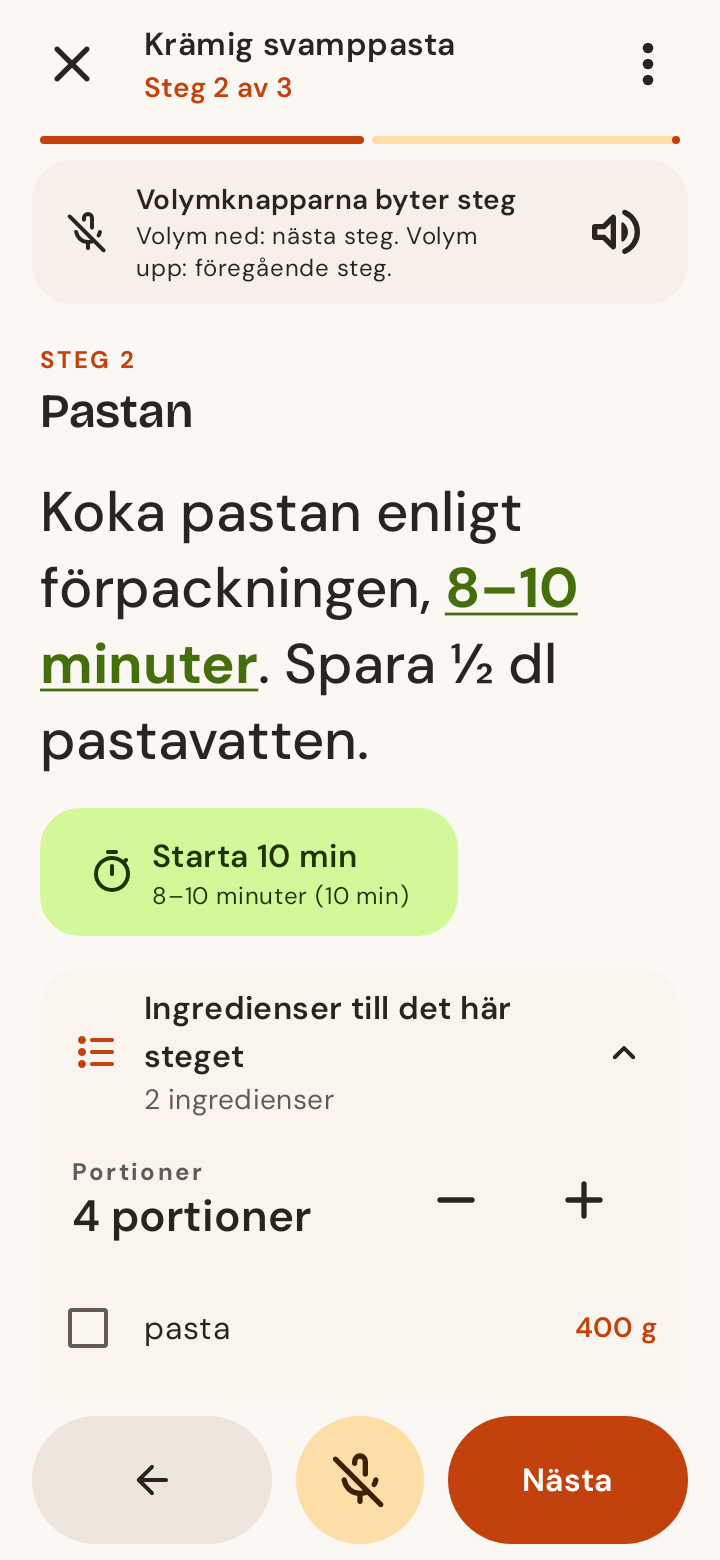 Krämig svamppasta
Steg 2 av 3
Volymknapparna byter steg
Volym ned: nästa steg. Volym
upp: föregående steg.
STEG 2
Pastan
Koka pastan enligt
förpackningen, 8–10
minuter. Spara ½ dl
pastavatten.
Starta 10 min
8–10 minuter (10 min)
Ingredienser till det här
steget
2 ingredienser
Portioner
4 portioner
pasta
400 g
Nästa